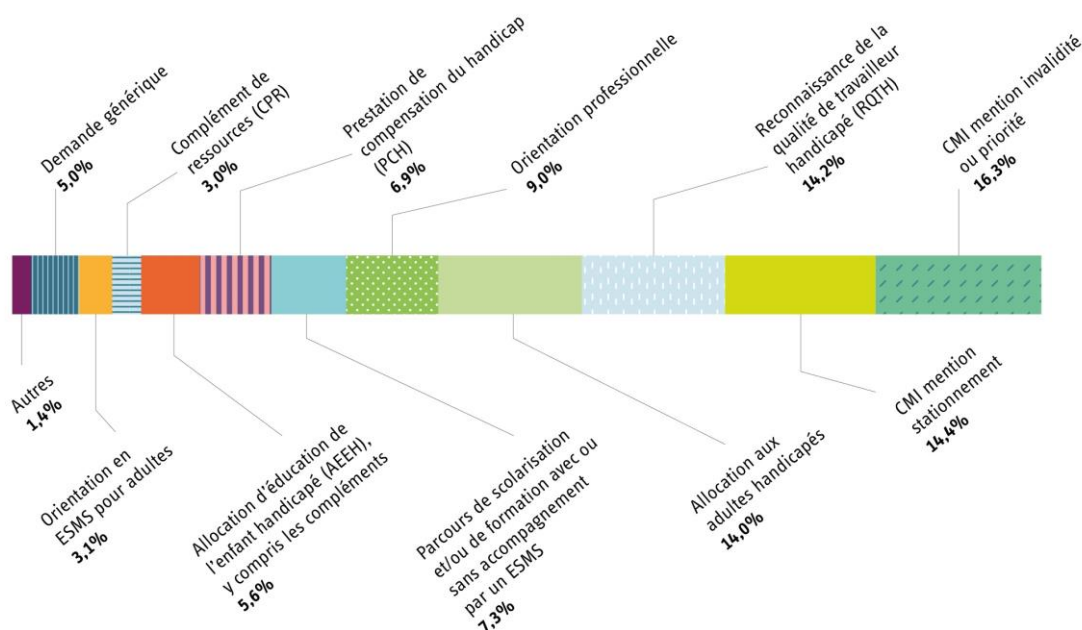 Demande générique
5,0%
Complément de
ressources (CPR)
3,0%
Prestation de
compensation du handicap
(PCH)
6,9%
Orientation professionnelle
9,0%
Reconnaissance de la
qualité de travailleur
handicapé (RQTH)
14,2%
CMI mention invalidité
ou priorité
16,3%
Autres
1,4%
Orientation en
ESMS pour adultes
3,1%
Allocation d'éducation de
l'enfant handicapé (AEEH),
y compris les compléments
5,6%
Parcours de scolarisation
et/ou de formation avec ou
sans accompagnement
par un ESMS
7,3%
Allocation aux
adultes handicapés
14,0%
CMI mention
stationnement
14,4%